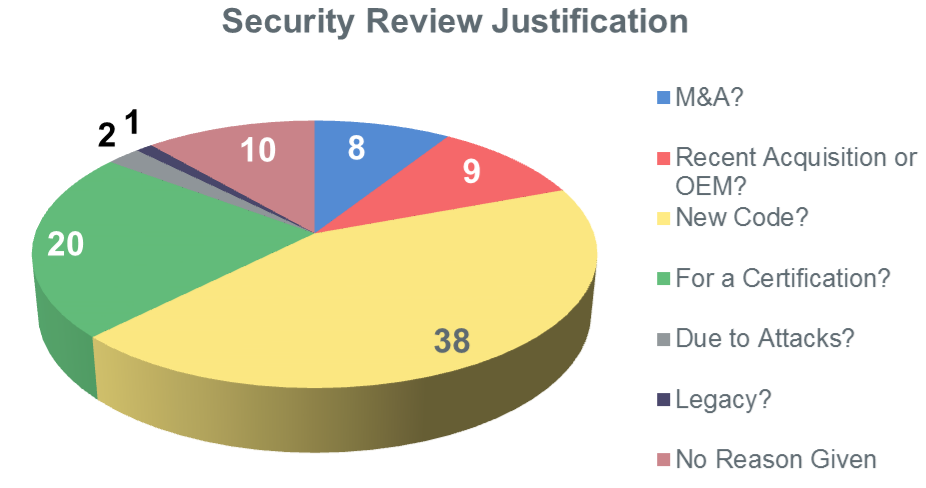 Security Review Justification
8
9
38
20
2
1
10
M&A?
Recent Acquisition or
OEM?
New Code?
For a Certification?
Due to Attacks?
Legacy?
No Reason Given